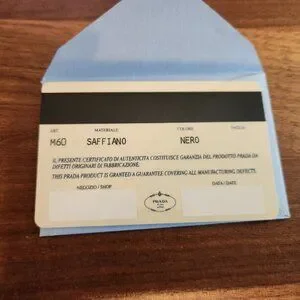 ART. MATERIALE COLORE TAGLIA
M60 SAFFIANO NERO
IL PRESENTE CERTIFICATO DI AUTENTICITÀ COSTITUISCE GARANZIA DEL PRODOTTO PRADA DA
DIFETTI ORIGINARI DI FABBRICAZIONE.
THIS PRADA PRODUCT IS GRANTED A GUARANTEE COVERING ALL MANUFACTURING DEFECTS.
NEGOZIO / SHOP DATA / DATE
PRADA